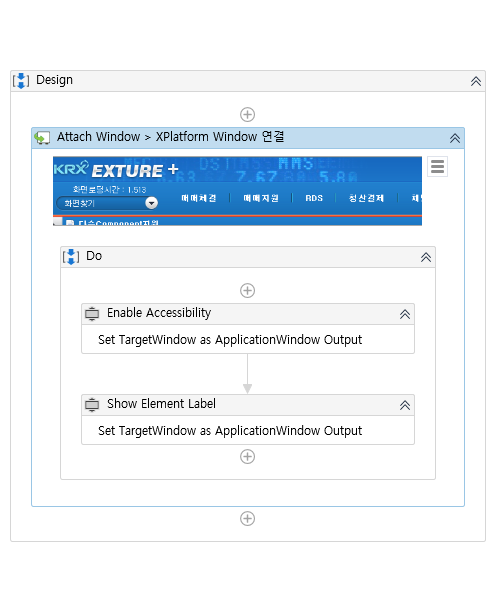 Design
Attach Window > XPlatform Window 연결
KRX EXTURE +
화면로딩시간 : 1.513
화면찾기
매매체결 매매지원 RDS 청산결제
Do
Enable Accessibility
Set TargetWindow as ApplicationWindow Output
Show Element Label
Set TargetWindow as ApplicationWindow Output